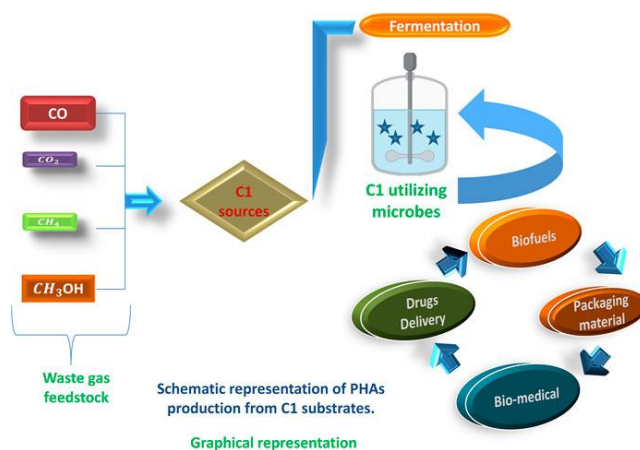 Fermentation
CO
CO₂
CH₄
CH₃OH
C1
sources
C1 utilizing
microbes
Biofuels
Packaging
material
Bio-medical
Drugs
Delivery
Waste gas
feedstock
Schematic representation of PHAs
production from C1 substrates.
Graphical representation